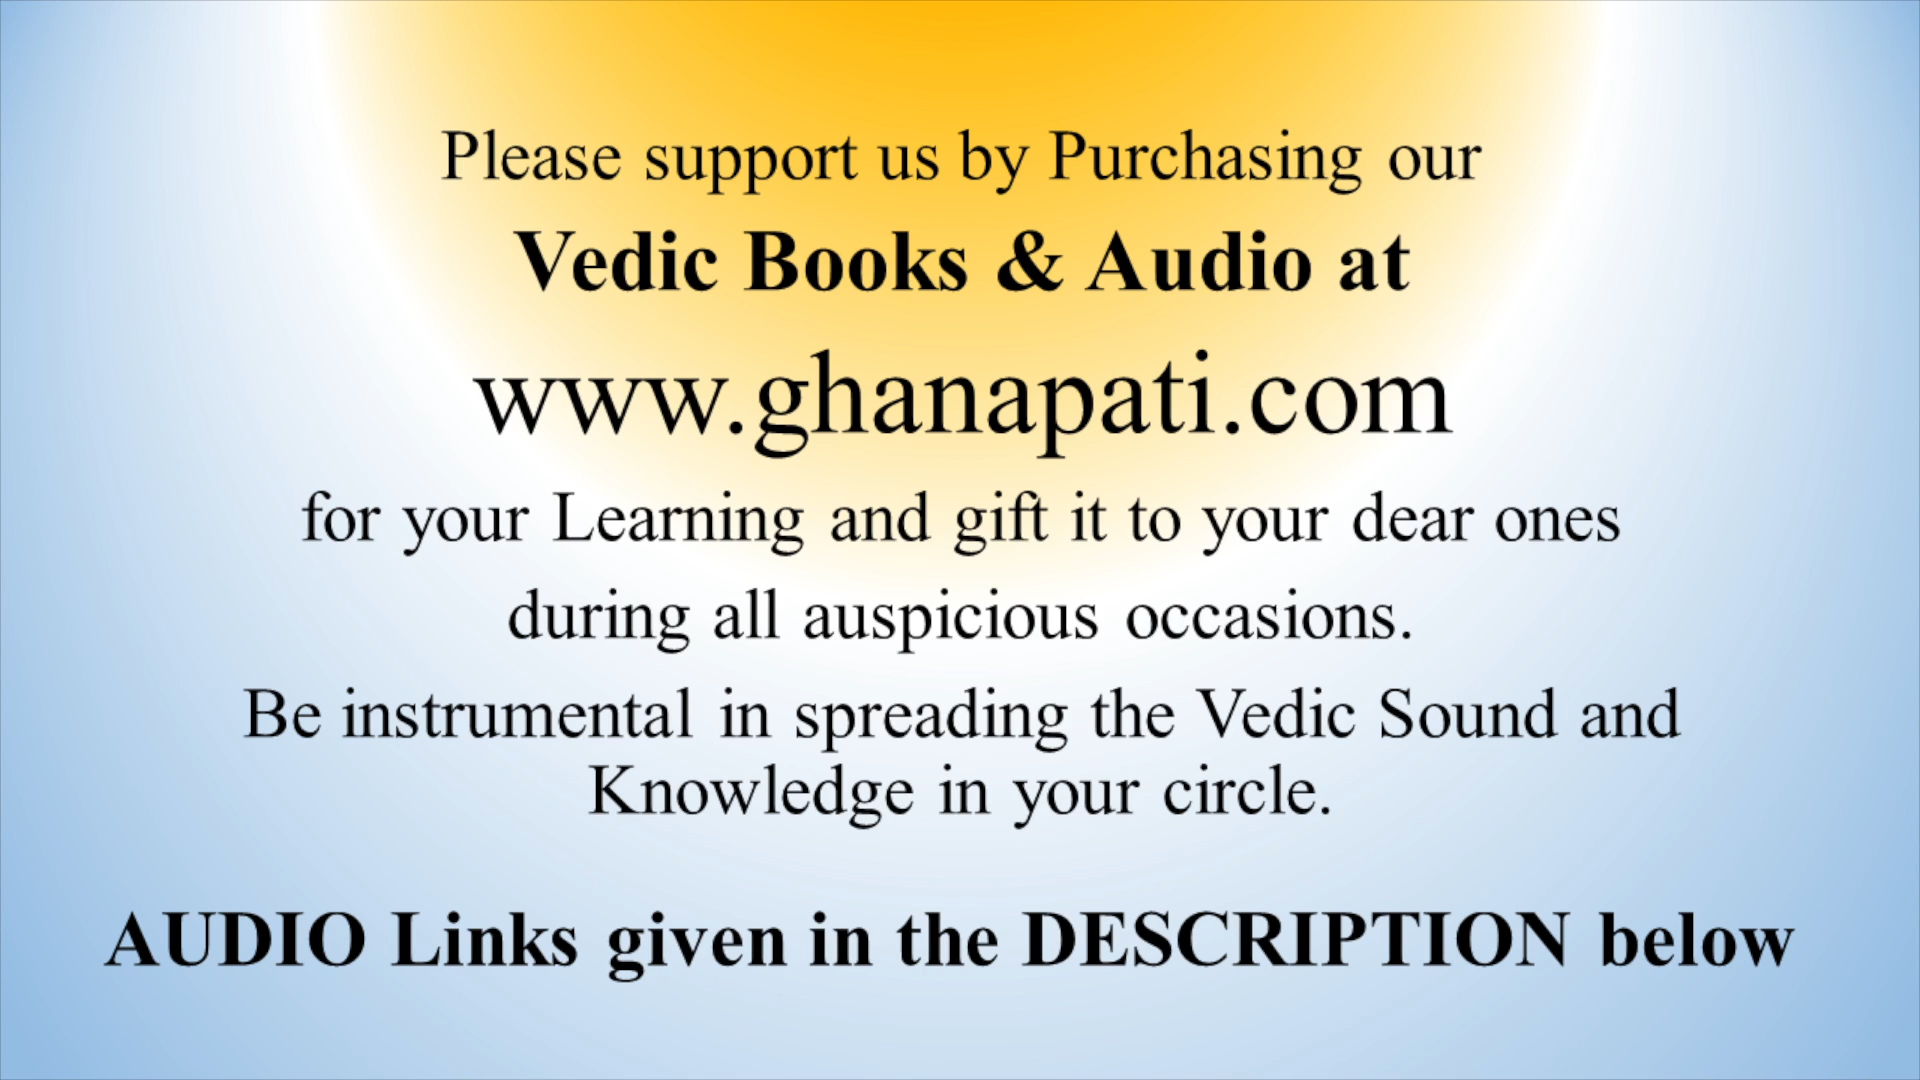 Please support us by Purchasing our
Vedic Books & Audio at
www.ghanapati.com
for your Learning and gift it to your dear ones
during all auspicious occasions.
Be instrumental in spreading the Vedic Sound and
Knowledge in your circle.
AUDIO Links given in the DESCRIPTION below